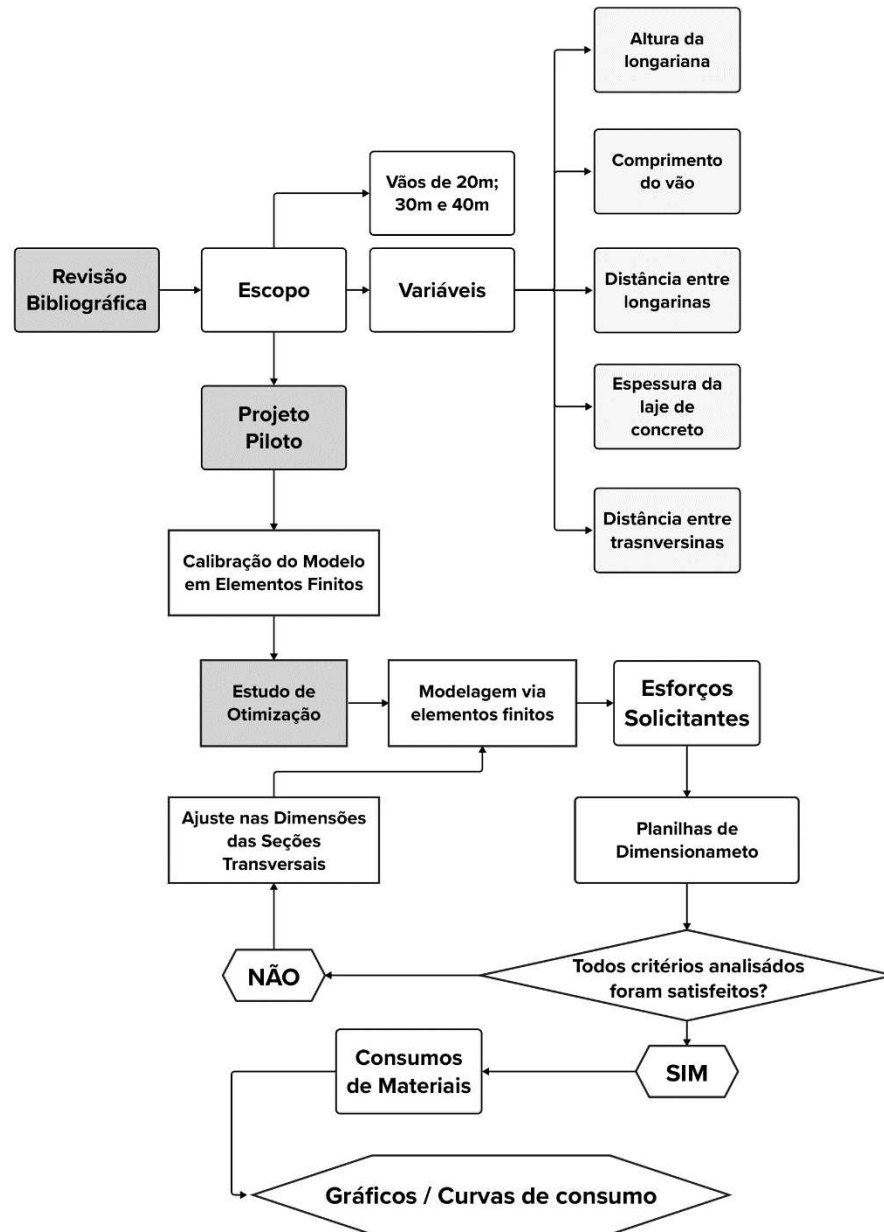 Altura da
longariana
Comprimento
do vão
Vãos de 20m;
30m e 40m
Revisão
Bibliográfica
Escopo
Variáveis
Distância entre
longarinas
Projeto
Piloto
Espessura da
laje de
concreto
Distância entre
trasnversinas
Calibração do Modelo
em Elementos Finitos
Estudo de
Otimização
Modelagem via
elementos finitos
Esforços
Solicitantes
Ajuste nas Dimensões
das Seções
Transversais
Planilhas de
Dimensionameto
NÃO
Todos critérios analisádos
foram satisfeitos?
Consumos
de Materiais
SIM
Gráficos / Curvas de consumo